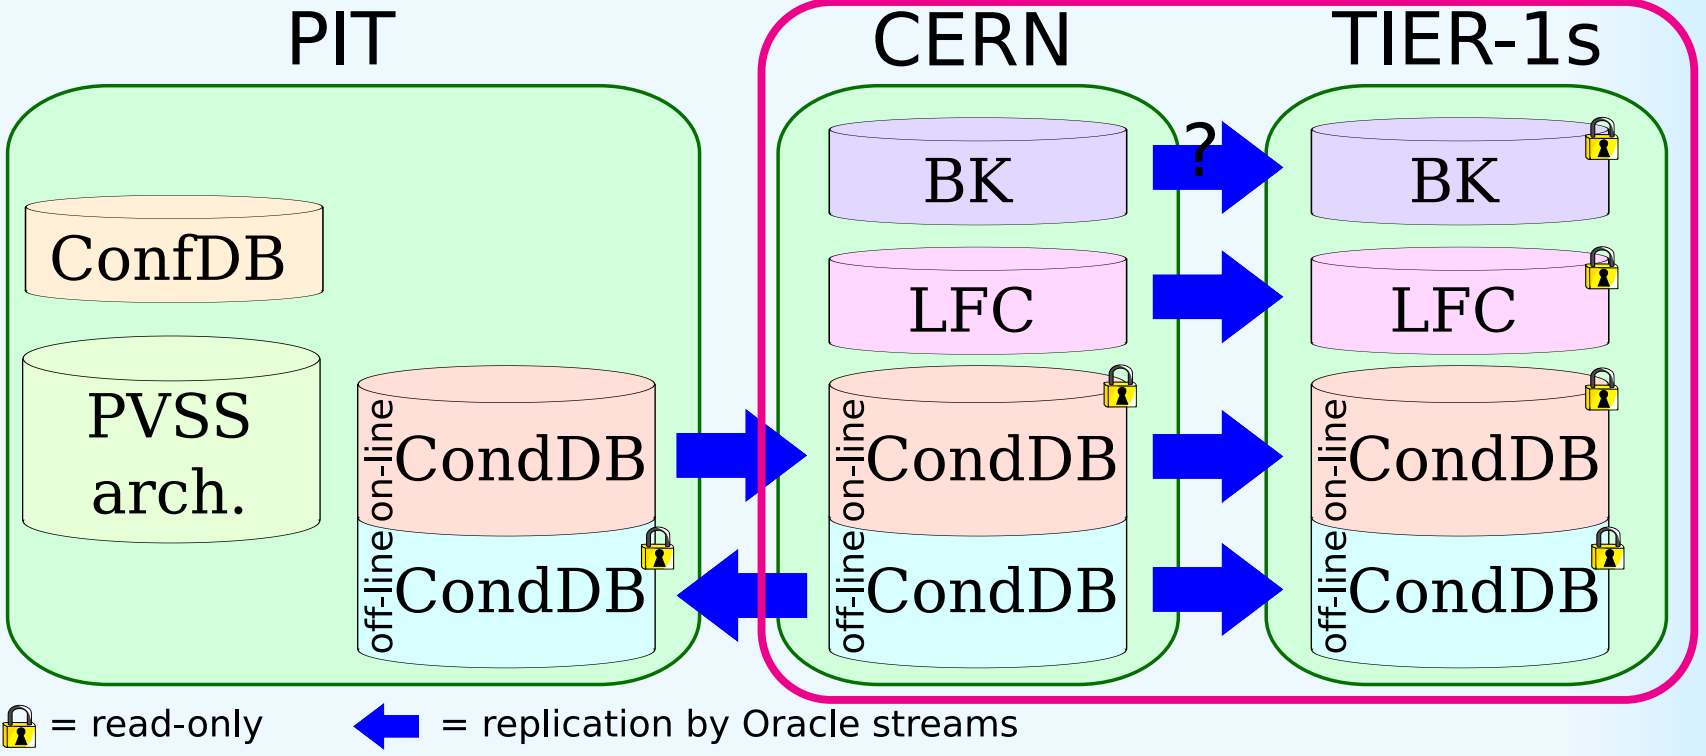 PIT
CERN
TIER-1s
ConfDB
PVSS
arch.
on-line
CondDB
off-line
CondDB
BK
LFC
on-line
CondDB
off-line
CondDB
?
BK
LFC
on-line
CondDB
off-line
CondDB
= read-only
= replication by Oracle streams